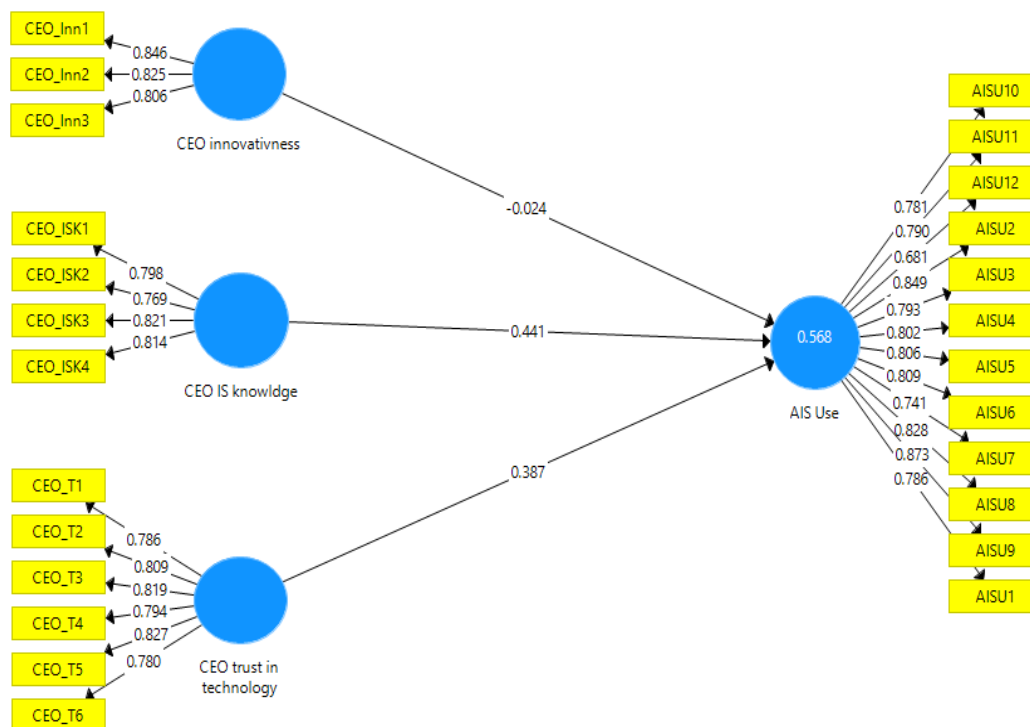 CEO_Inn1
CEO_Inn2
CEO_Inn3
0.846
0.825
0.806
CEO innovativness
-0.024
CEO_ISK1
CEO_ISK2
CEO_ISK3
CEO_ISK4
0.798
0.769
0.821
0.814
CEO IS knowldge
0.441
CEO_T1
CEO_T2
CEO_T3
CEO_T4
CEO_T5
CEO_T6
0.786
0.809
0.819
0.794
0.827
0.780
CEO trust in
technology
0.387
0.568
AIS Use
0.781
0.790
0.681
0.849
0.793
0.802
0.806
0.809
0.741
0.828
0.873
0.786
AISU10
AISU11
AISU12
AISU2
AISU3
AISU4
AISU5
AISU6
AISU7
AISU8
AISU9
AISU1